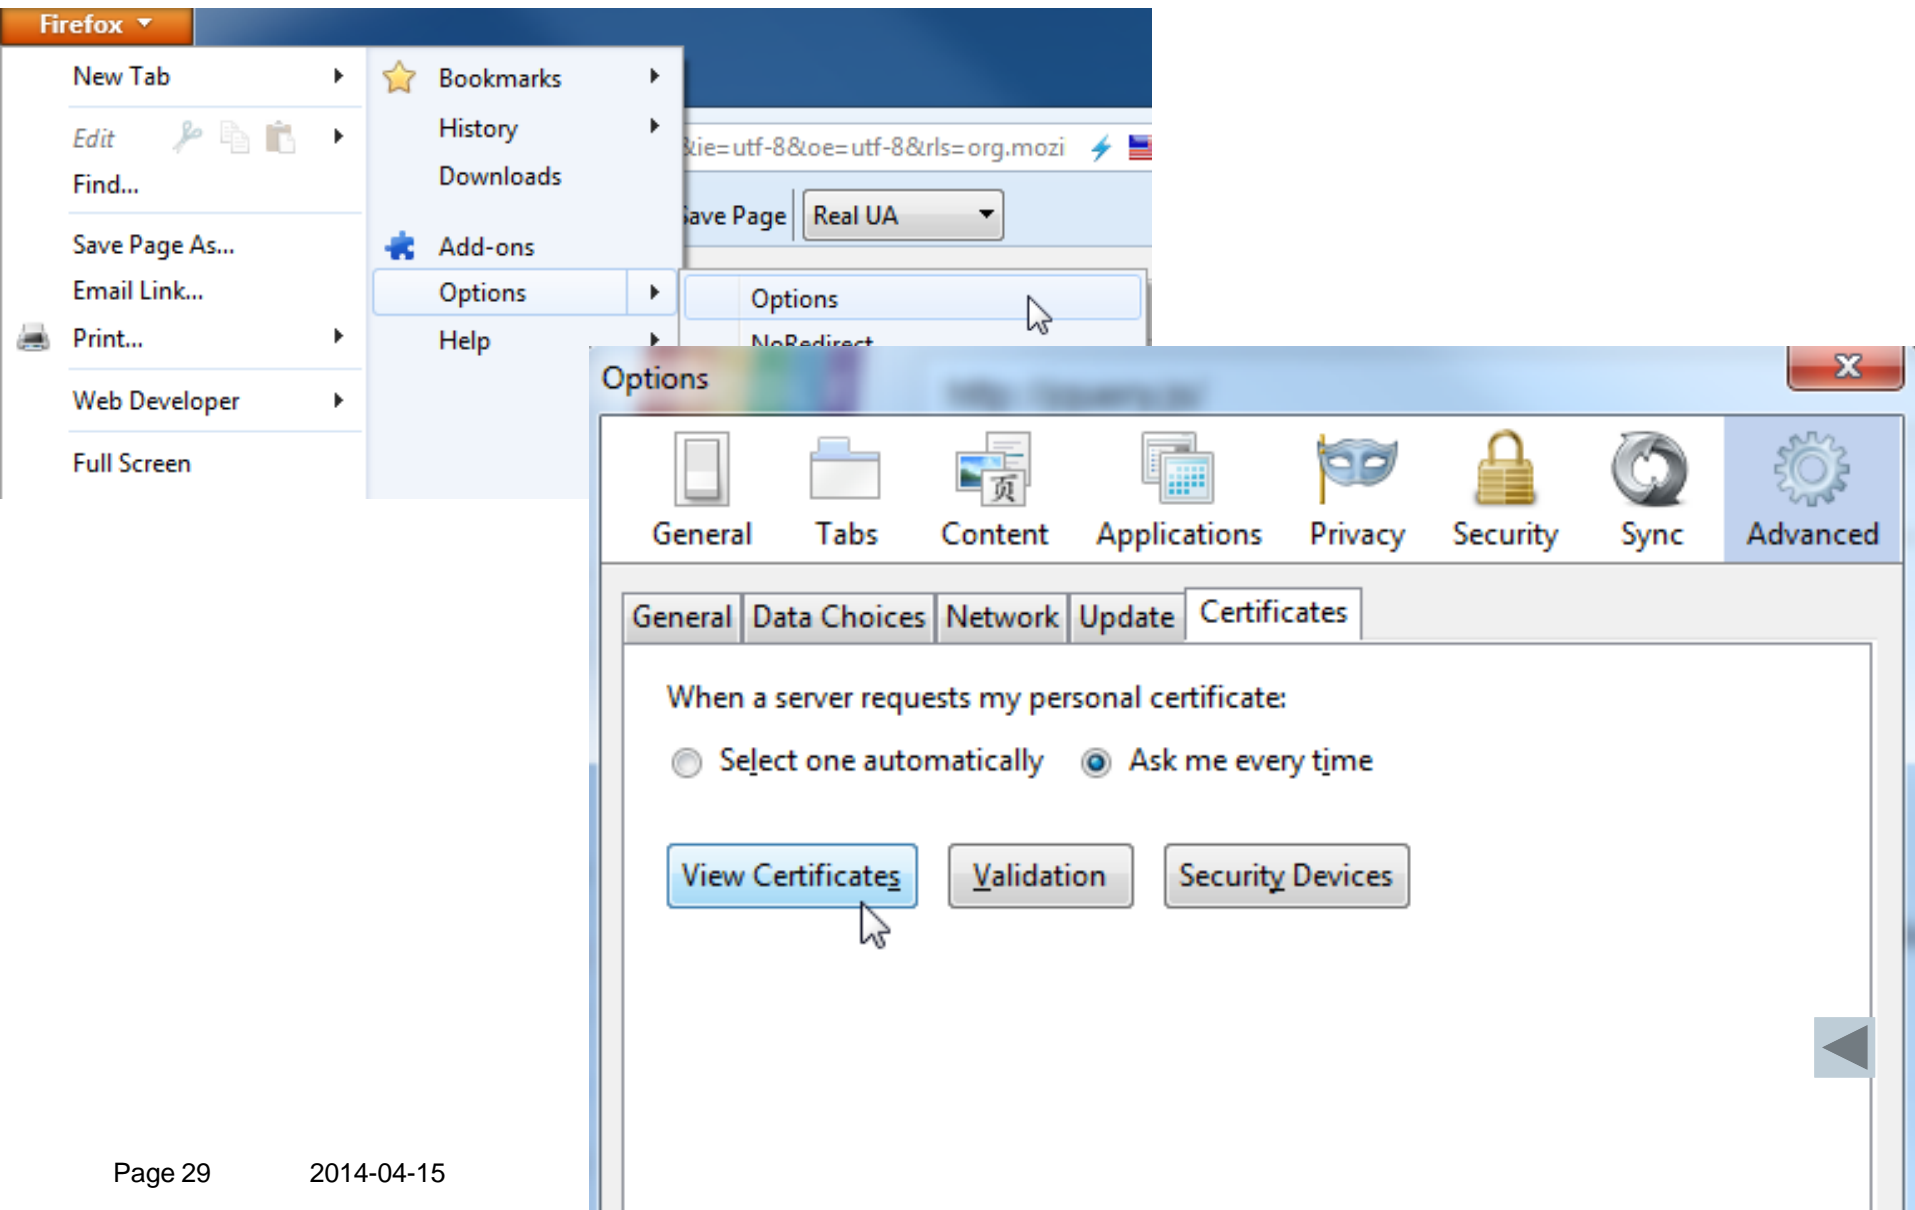 Firefox
New Tab
Edit
Find...
Save Page As...
Email Link...
Print...
Web Developer
Full Screen
Bookmarks
History
Downloads
Add-ons
Options
Help
&ie=utf-8&oe=utf-8&rls=org.mozi
Save Page Real UA
Options
NoRedirect
Options
页
General Tabs Content Applications Privacy Security Sync Advanced
General Data Choices Network Update Certificates
When a server requests my personal certificate:
Select one automatically Ask me every time
View Certificates Validation Security Devices
Page 29 2014-04-15